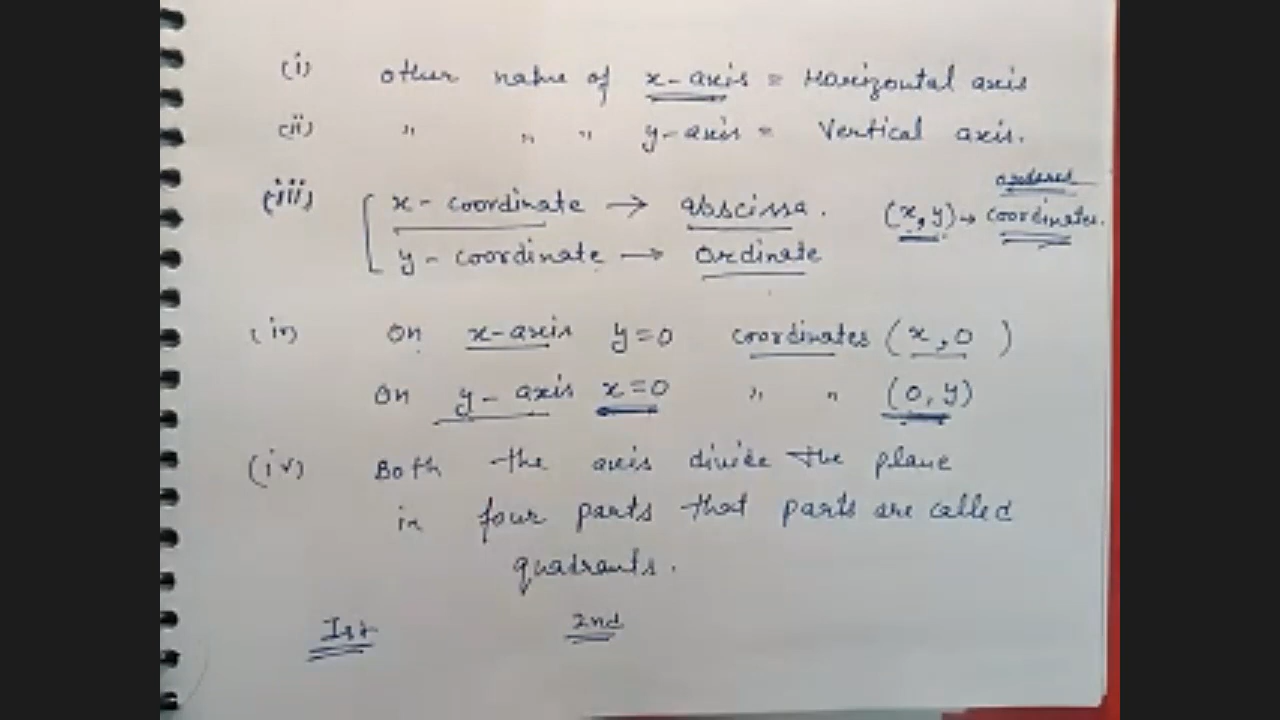 (i) other name of x-axis = Horizontal axis
(ii) " " " y-axis = Vertical axis.
(iii) x-coordinate → abscissa. (x,y) → coordinates.
y-coordinate → ordinate
(iv) on x-axis y=0 coordinates (x,0)
on y-axis x=0 " " (0,y)
(iv) Both the axis divide the plane
in four parts that parts are called
quadrants.
Ist 2nd